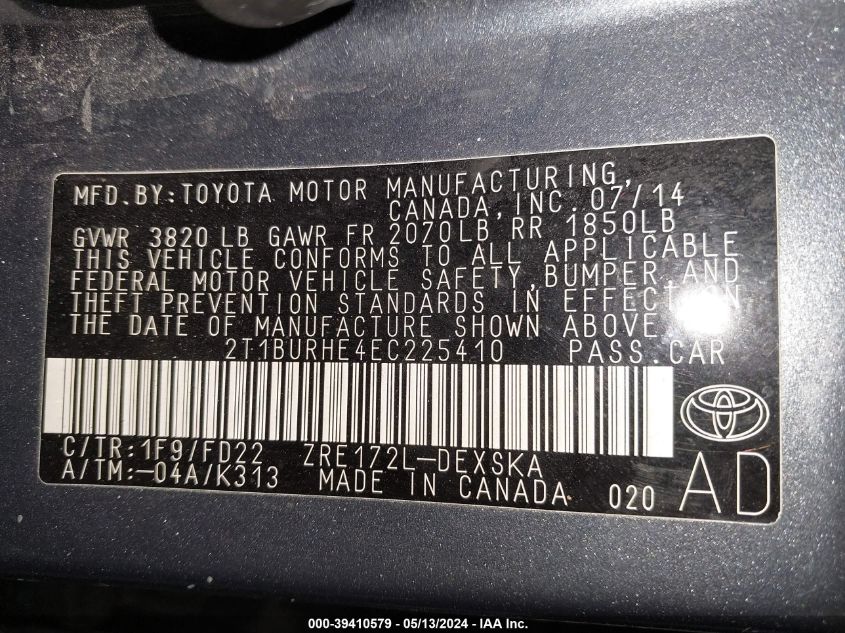 MFD.BY:TOYOTA MOTOR MANUFACTURING,
CANADA, INC. 07/14
GVWR 3820 LB GAWR FR 2070LB, RR 1850LB
THIS VEHICLE CONFORMS TO ALL APPLICABLE
FEDERAL MOTOR VEHICLE SAFETY, BUMPER, AND
THEFT PREVENTION STANDARDS IN EFFECT ON
THE DATE OF MANUFACTURE SHOWN ABOVE.
2T1BURHE4EC225410 PASS.CAR
C/TR:1F9/FD22 ZRE172L-DEXSKA
A/TM:-04A/K313 MADE IN CANADA 020 AD
000-39410579 - 05/13/2024 - IAA Inc.